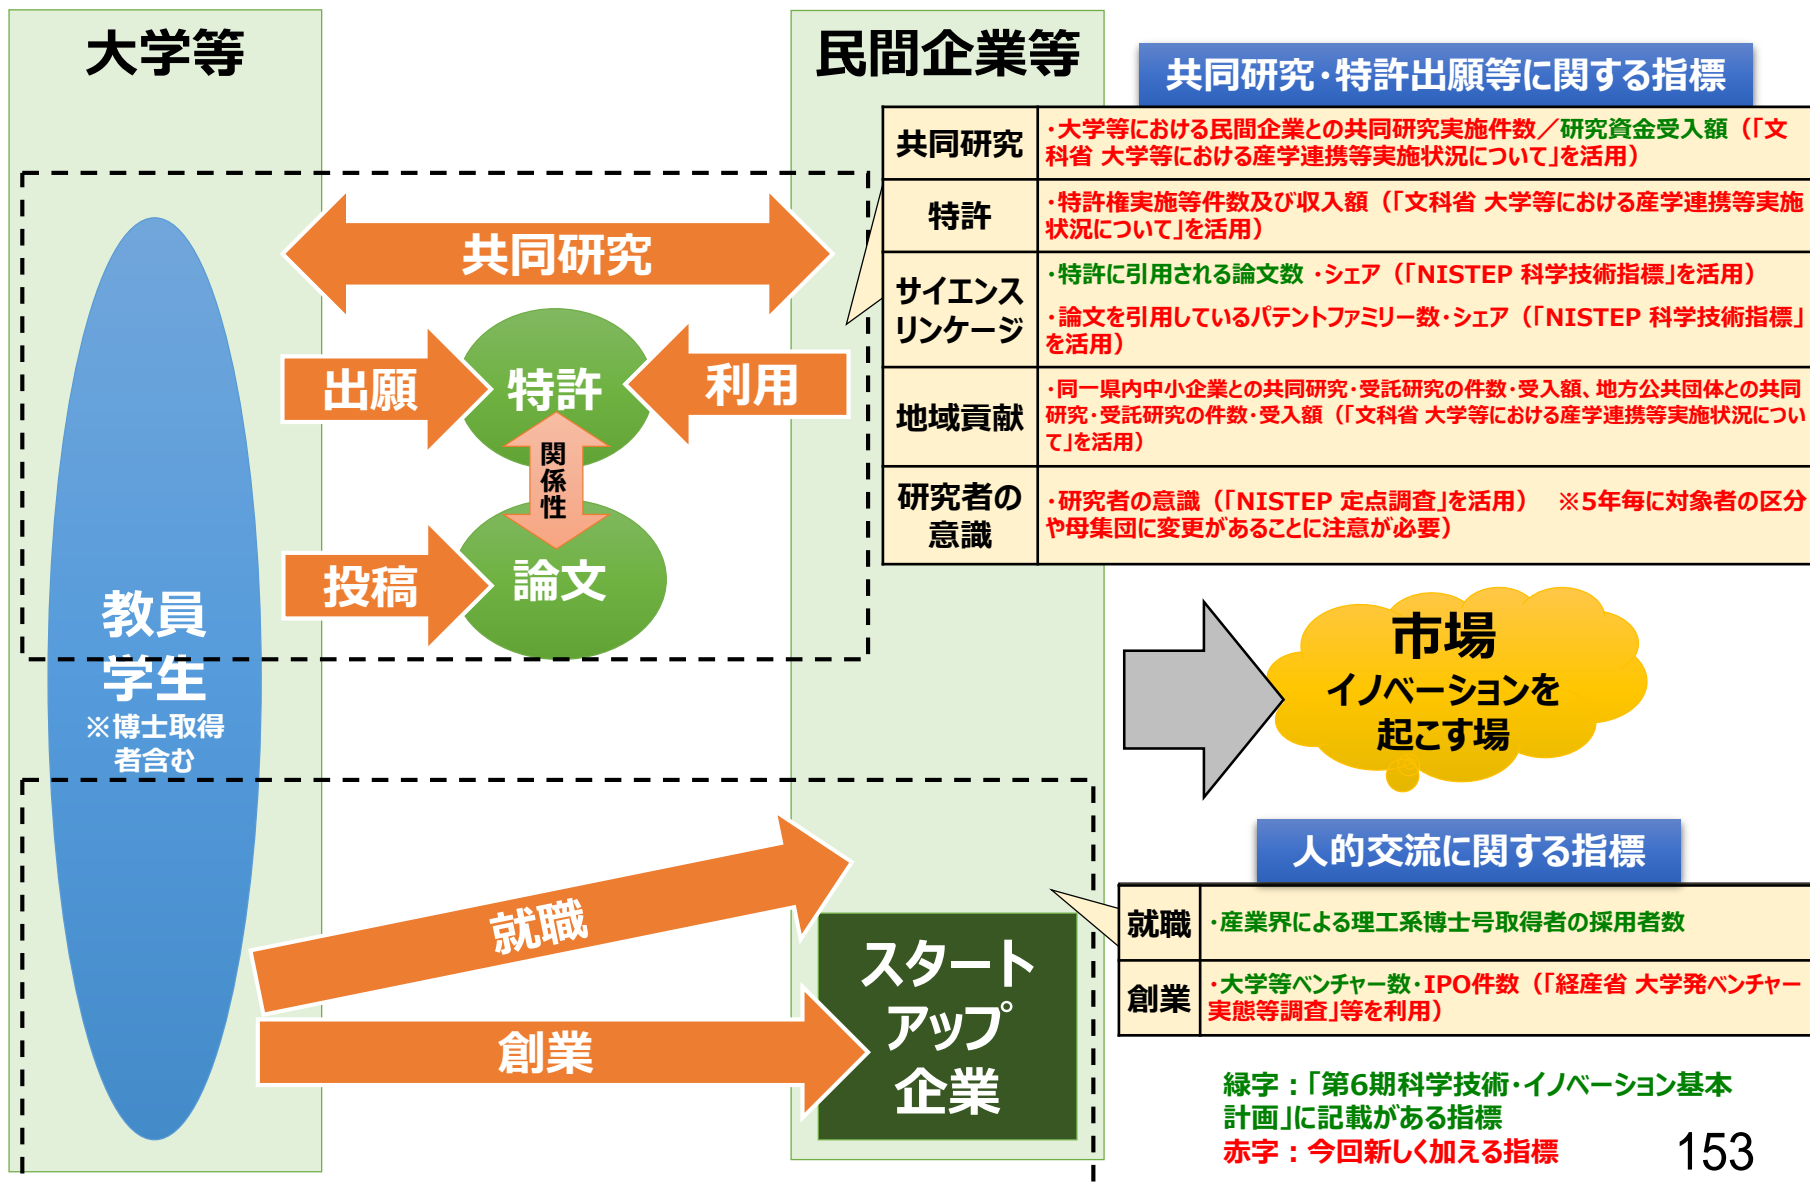 大学等
民間企業等
共同研究
出願
特許
利用
関
係
性
投稿
論文
教員
学生
※博士取得
者含む
就職
創業
スタート
アップ
企業
共同研究・特許出願等に関する指標
共同研究
・大学等における民間企業との共同研究実施件数／研究資金受入額（「文
科省 大学等における産学連携等実施状況について」を活用）
特許
・特許権実施等件数及び収入額（「文科省 大学等における産学連携等実施
状況について」を活用）
サイエンス
リンケージ
・特許に引用される論文数 ・シェア（「NISTEP 科学技術指標」を活用）
・論文を引用しているパテントファミリー数・シェア（「NISTEP 科学技術指標」
を活用）
地域貢献
・同一県内中小企業との共同研究・受託研究の件数・受入額、地方公共団体との共同
研究・受託研究の件数・受入額（「文科省 大学等における産学連携等実施状況につい
て」を活用）
研究者の
意識
・研究者の意識（「NISTEP 定点調査」を活用） ※5年毎に対象者の区分
や母集団に変更があることに注意が必要）
市場
イノベーションを
起こす場
人的交流に関する指標
就職
・産業界による理工系博士号取得者の採用者数
創業
・大学等ベンチャー数・IPO件数（「経産省 大学発ベンチャー
実態等調査」等を利用）
緑字：「第6期科学技術・イノベーション基本
計画」に記載がある指標
赤字：今回新しく加える指標
153